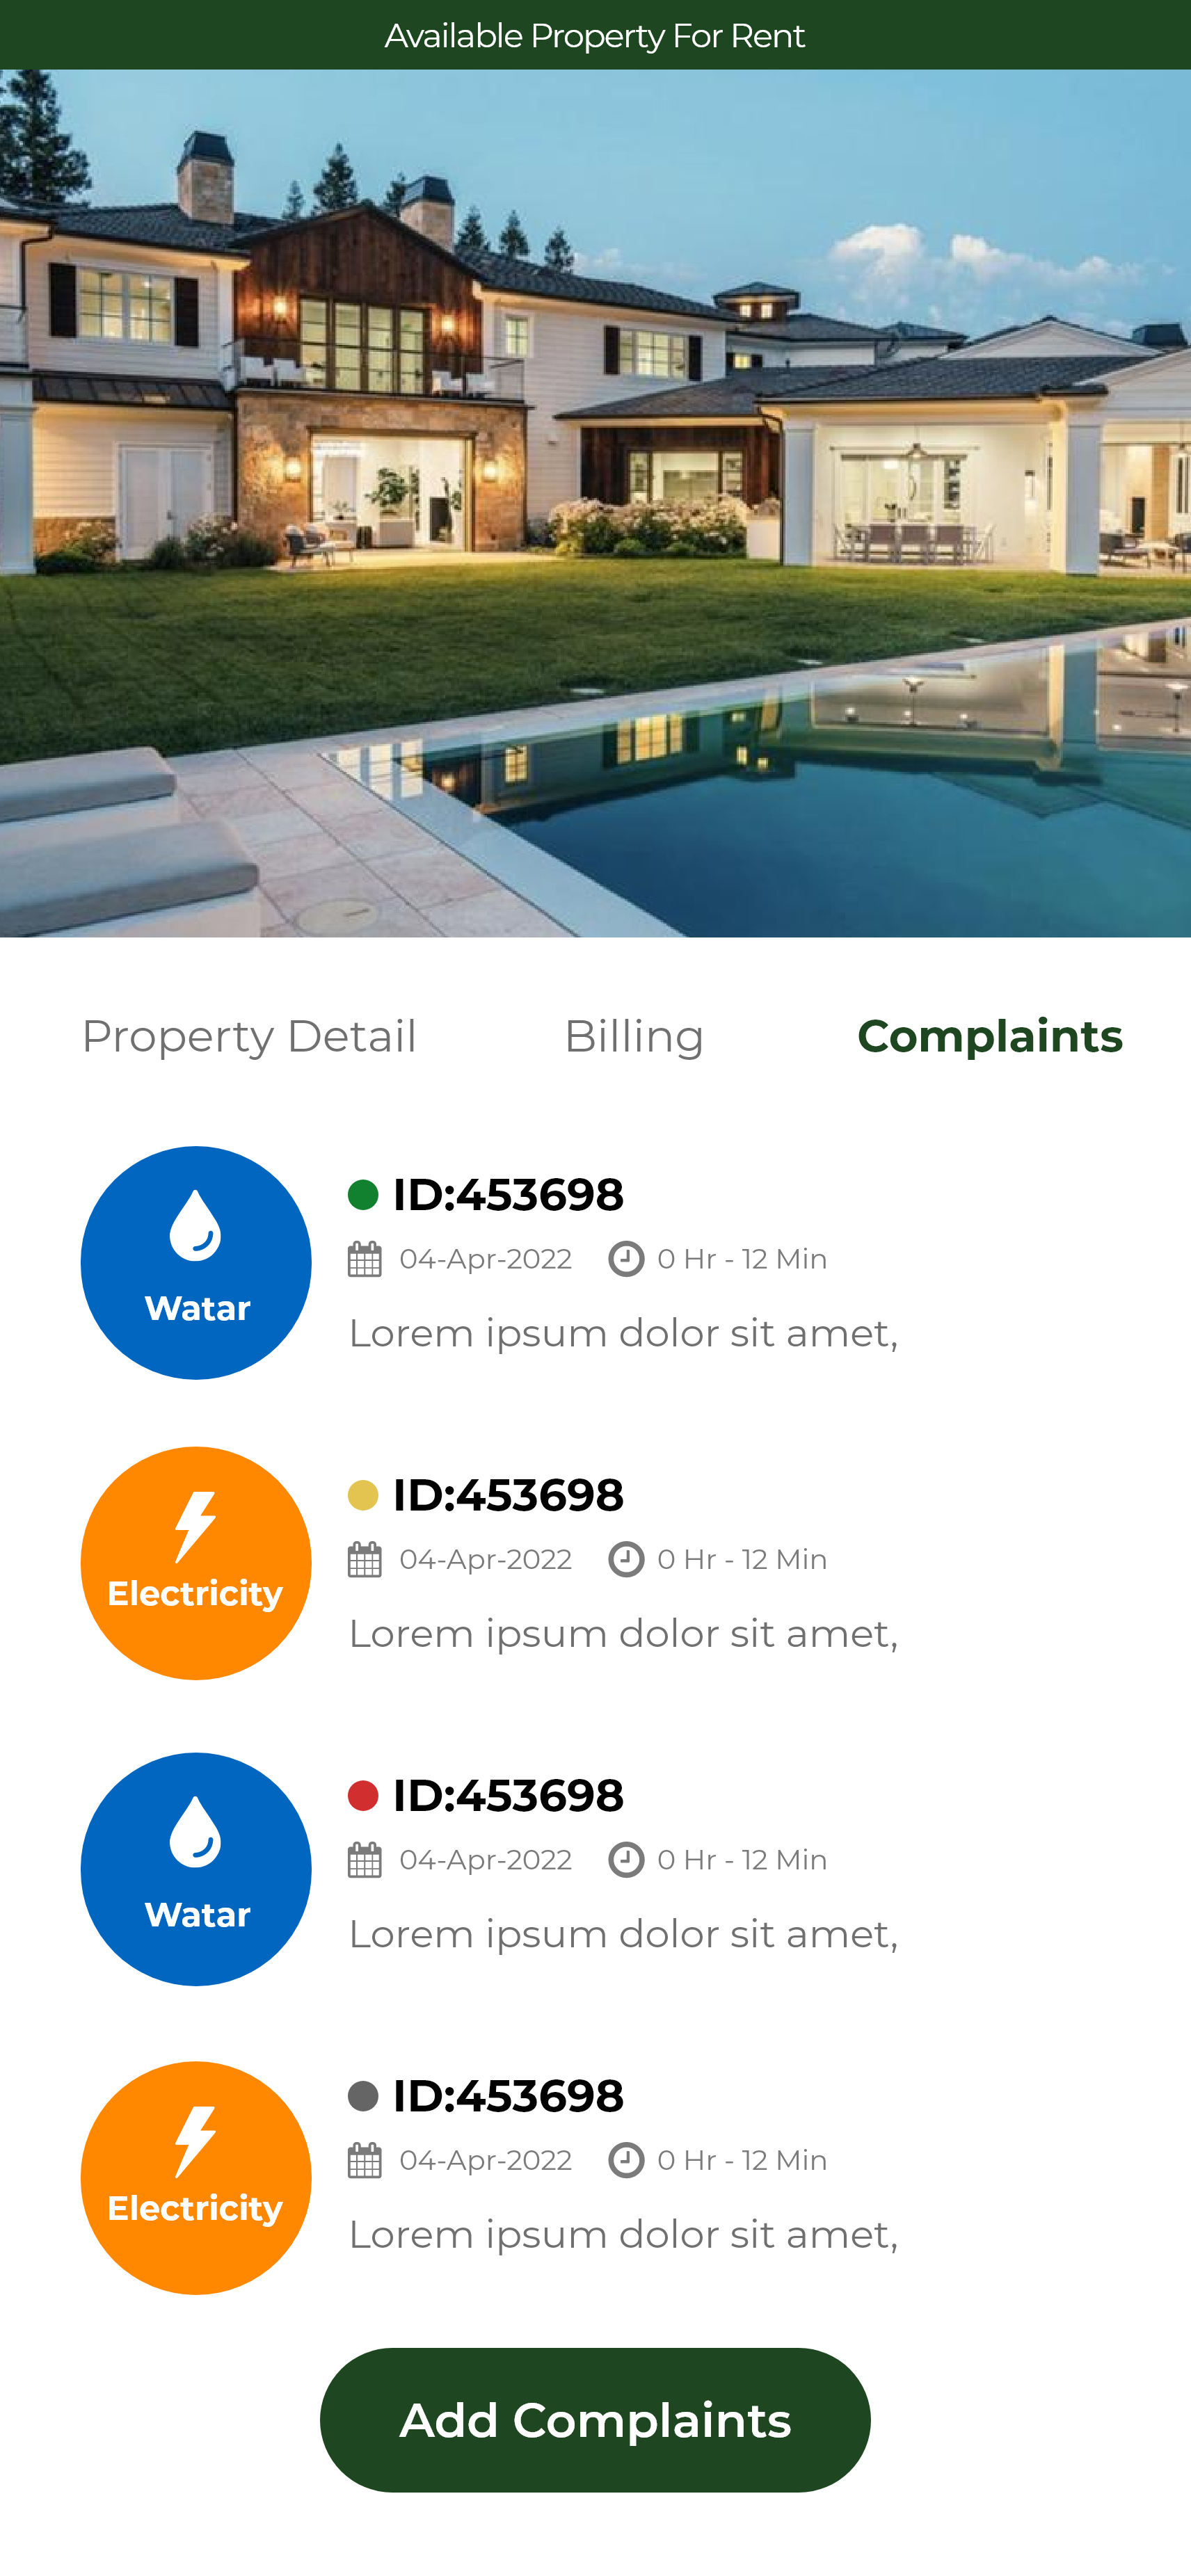 Available Property For Rent
Property Detail Billing Complaints
ID:453698
04-Apr-2022 0 Hr - 12 Min
Watar
Lorem ipsum dolor sit amet,
ID:453698
04-Apr-2022 0 Hr - 12 Min
Electricity
Lorem ipsum dolor sit amet,
ID:453698
04-Apr-2022 0 Hr - 12 Min
Watar
Lorem ipsum dolor sit amet,
ID:453698
04-Apr-2022 0 Hr - 12 Min
Electricity
Lorem ipsum dolor sit amet,
Add Complaints